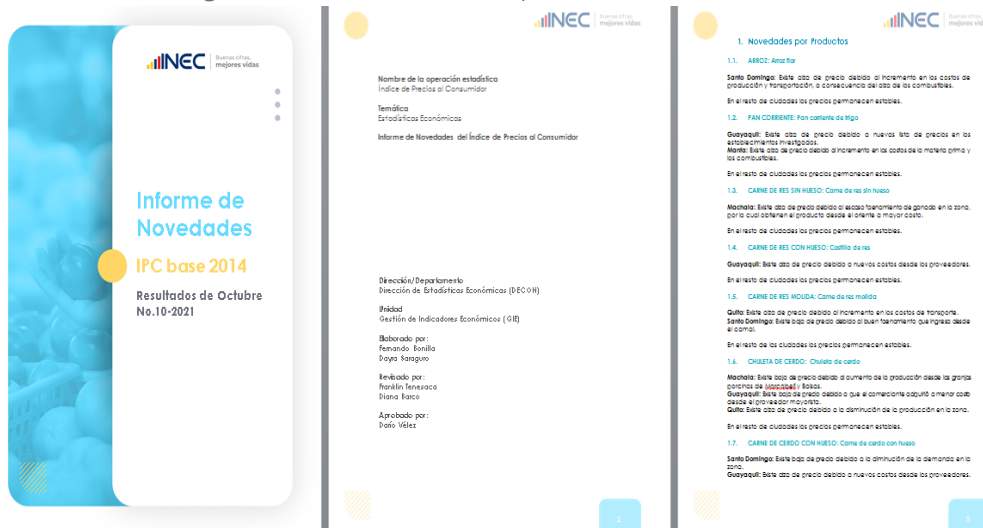 INEC
Buenas cifras,
mejores vidas
Informe de
Novedades
IPC base 2014
Resultados de Octubre
No.10-2021
INEC
Buenas cifras,
mejores vidas
Nombre de la operación estadística
Índice de Precios al Consumidor
Temática
Estadísticas Económicas
Informe de Novedades del Índice de Precios al Consumidor
Dirección/Departamento
Dirección de Estadísticas Económicas (DECON)
Unidad
Gestión de Indicadores Económicos (GIE)
Elaborado por:
Fernando Bonilla
Dayra Saraguro
Revisado por:
Franklin Tenesaca
Diana Barco
Aprobado por:
Darío Vélez
2
INEC
Buenas cifras,
mejores vidas
1. Novedades por Productos
1.1. ARROZ: Arroz flor
Santo Domingo: Existe alza de precio debido al incremento en los costos de
producción y transportación, a consecuencia del alza de los combustibles.
En el resto de ciudades los precios permanecen estables.
1.2. PAN CORRIENTE: Pan corriente de trigo
Guayaquil: Existe alza de precio debido a nuevas lista de precios en los
establecimientos investigados.
Manta: Existe alza de precio debido al incremento en los costos de la materia prima y
los combustibles.
En el resto de ciudades los precios permanecen estables.
1.3. CARNE DE RES SIN HUESO: Carne de res sin hueso
Machala: Existe alza de precio debido al escaso faenamiento de ganado en la zona,
por lo cual obtienen el producto desde el oriente a mayor costo.
En el resto de ciudades los precios permanecen estables.
1.4. CARNE DE RES CON HUESO: Costilla de res
Guayaquil: Existe alza de precio debido a nuevos costos desde los proveedores.
En el resto de ciudades los precios permanecen estables.
1.5. CARNE DE RES MOLIDA: Carne de res molida
Quito: Existe alza de precio debido al incremento en los costos de transporte.
Santo Domingo: Existe baja de precio debido al buen faenamiento que ingresa desde
el camal.
En el resto de las ciudades los precios permanecen estables.
1.6. CHULETA DE CERDO: Chuleta de cerdo
Machala: Existe baja de precio debido al aumento de la producción desde las granjas
porcinas de y Balsas.
Guayaquil: Existe baja de precio debido a que el comerciante adquirió a menor costo
desde el proveedor mayorista.
Quito: Existe alza de precio debido a la disminución de la producción en la zona.
En el resto de ciudades los precios permanecen estables.
1.7. CARNE DE CERDO CON HUESO: Carne de cerdo con hueso
Santo Domingo: Existe baja de precio debido a la diminución de la demanda en la
zona.
Guayaquil: Existe alza de precio debido a nuevos costos desde los proveedores.
3